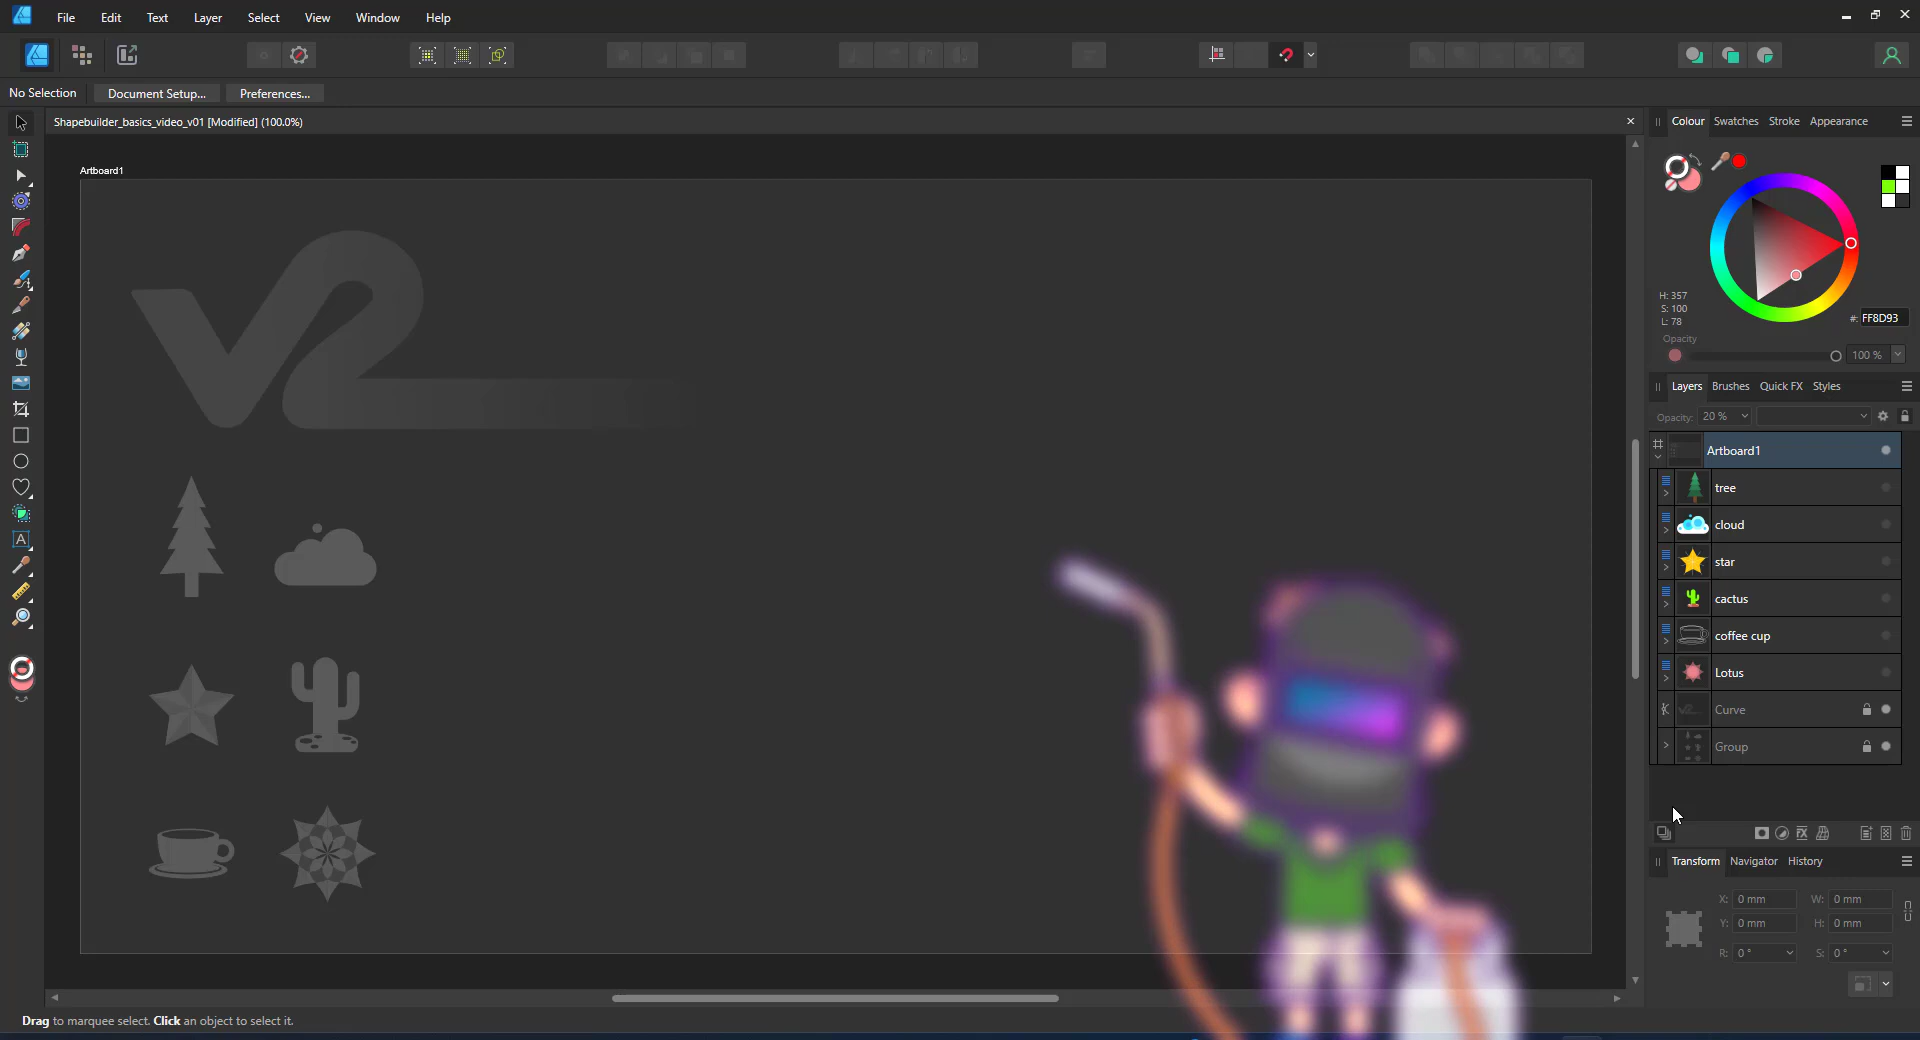 File Edit Text Layer Select View Window Help
No Selection Document Setup... Preferences...
Shapebuilder_basics_video_v01 [Modified] (100.0%)
Artboard1
V2
Colour Swatches Stroke Appearance
H: 357
S: 100
L: 78
#: FF8D93
Opacity
100 %
Layers Brushes Quick FX Styles
Opacity: 20 %
Artboard1
tree
cloud
star
cactus
coffee cup
Lotus
Curve
Group
Transform Navigator History
X: 0 mm W: 0 mm
Y: 0 mm H: 0 mm
R: 0 ° S: 0 °
Drag to marquee select. Click an object to select it.